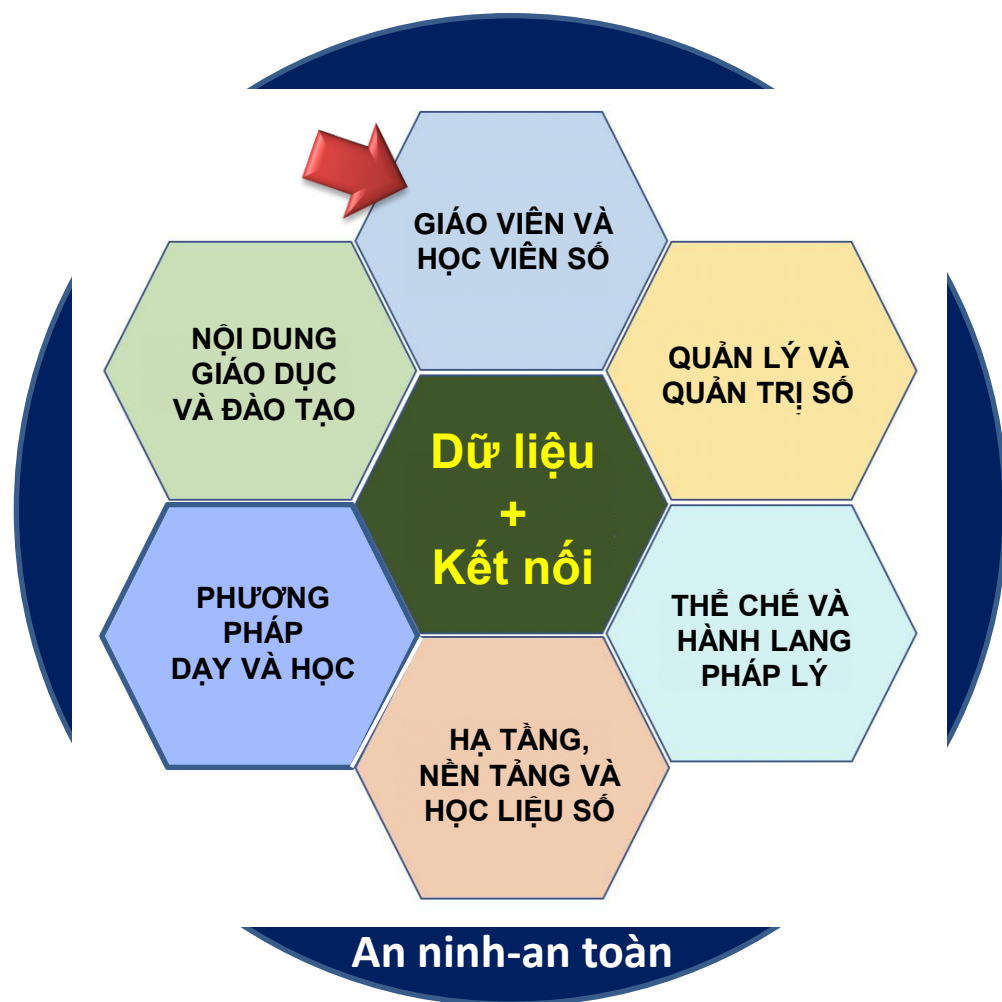 GIÁO VIÊN VÀ
HỌC VIÊN SỐ
NỘI DUNG
GIÁO DỤC
VÀ ĐÀO TẠO
QUẢN LÝ VÀ
QUẢN TRỊ SỐ
Dữ liệu
+
Kết nối
PHƯƠNG
PHÁP
DẠY VÀ HỌC
THỂ CHẾ VÀ
HÀNH LANG
PHÁP LÝ
HẠ TẦNG,
NỀN TẢNG VÀ
HỌC LIỆU SỐ
An ninh-an toàn